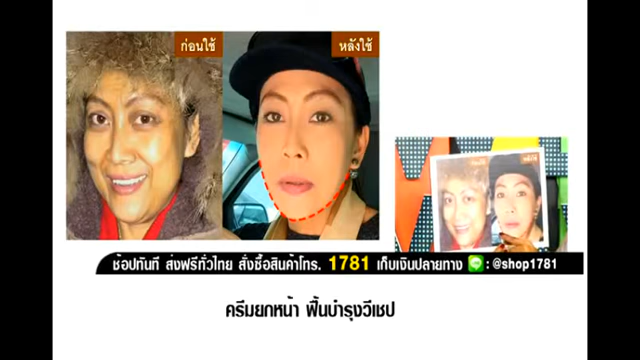 ก่อนใช้
หลังใช้
ช้อปทันที ส่งฟรีทั่วไทย สั่งซื้อสินค้าโทร. 1781 เก็บเงินปลายทาง LINE : @shop1781
ครีมยกหน้า ฟื้นบำรุงวีเชป